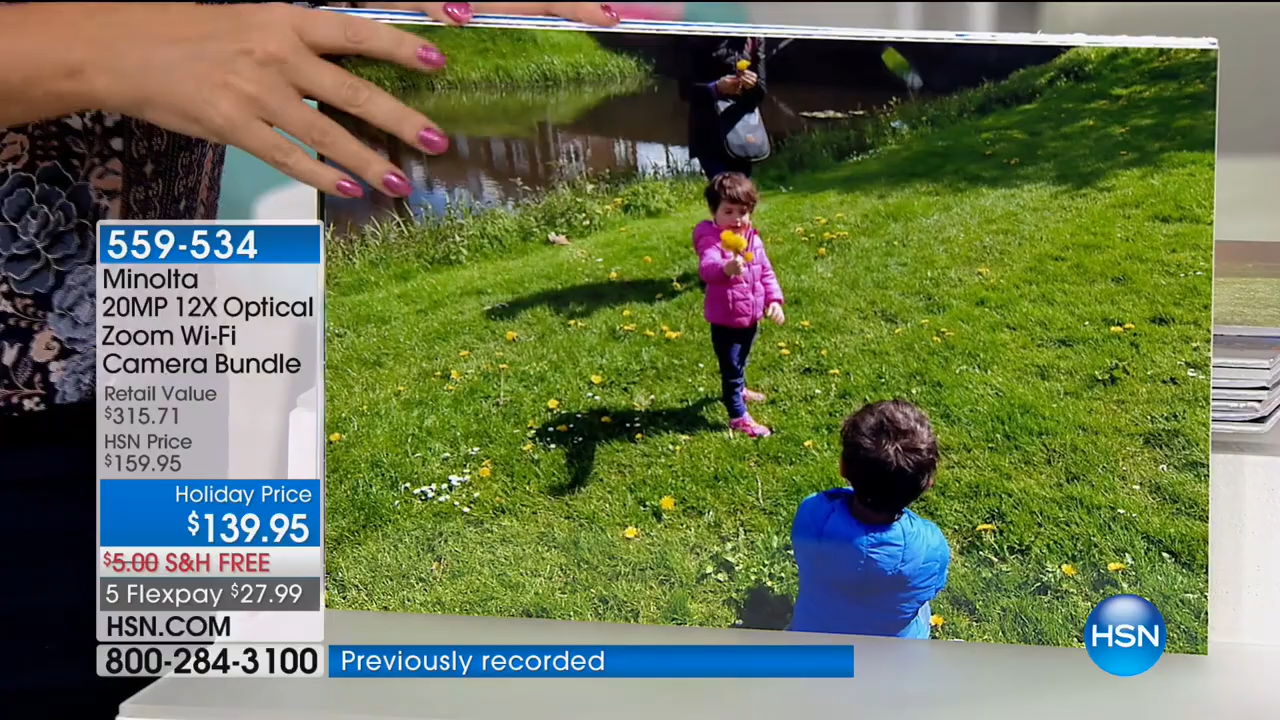 559-534
Minolta
20MP 12X Optical
Zoom Wi-Fi
Camera Bundle
Retail Value
$315.71
HSN Price
$159.95
Holiday Price
$139.95
$5.00 S&H FREE
5 Flexpay $27.99
HSN.COM
800-284-3100
Previously recorded
HSN